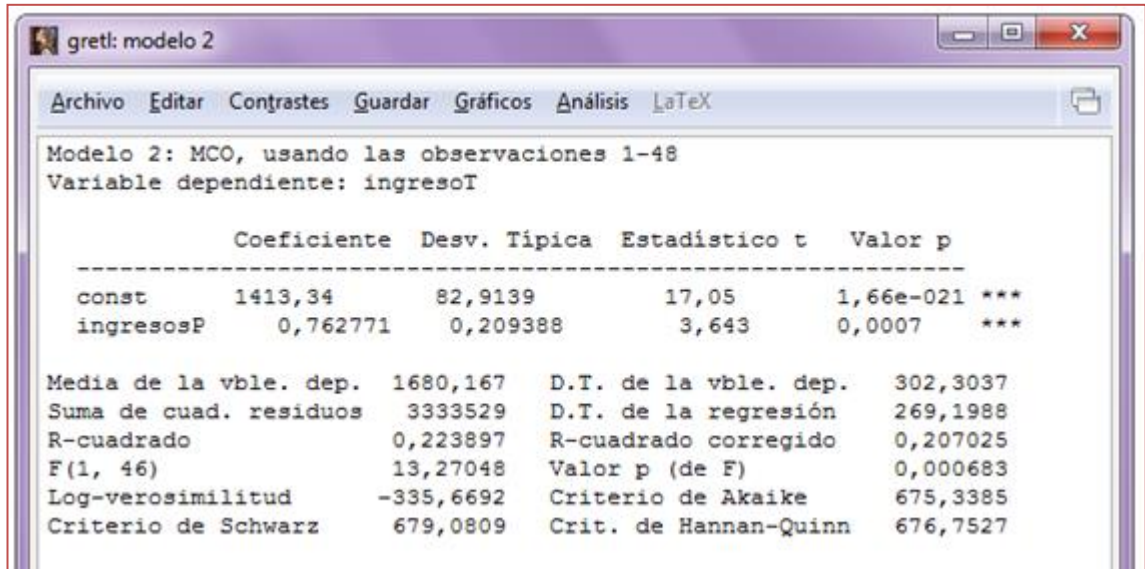 gretl: modelo 2
Archivo Editar Contrastes Guardar Gráficos Análisis LaTeX
Modelo 2: MCO, usando las observaciones 1-48
Variable dependiente: ingresoT
Coeficiente Desv. Típica Estadístico t Valor p
const 1413,34 82,9139 17,05 1,66e-021 ***
ingresosP 0,762771 0,209388 3,643 0,0007 ***
Media de la vble. dep. 1680,167 D.T. de la vble. dep. 302,3037
Suma de cuad. residuos 3333529 D.T. de la regresión 269,1988
R-cuadrado 0,223897 R-cuadrado corregido 0,207025
F(1, 46) 13,27048 Valor p (de F) 0,000683
Log-verosimilitud -335,6692 Criterio de Akaike 675,3385
Criterio de Schwarz 679,0809 Crit. de Hannan-Quinn 676,7527